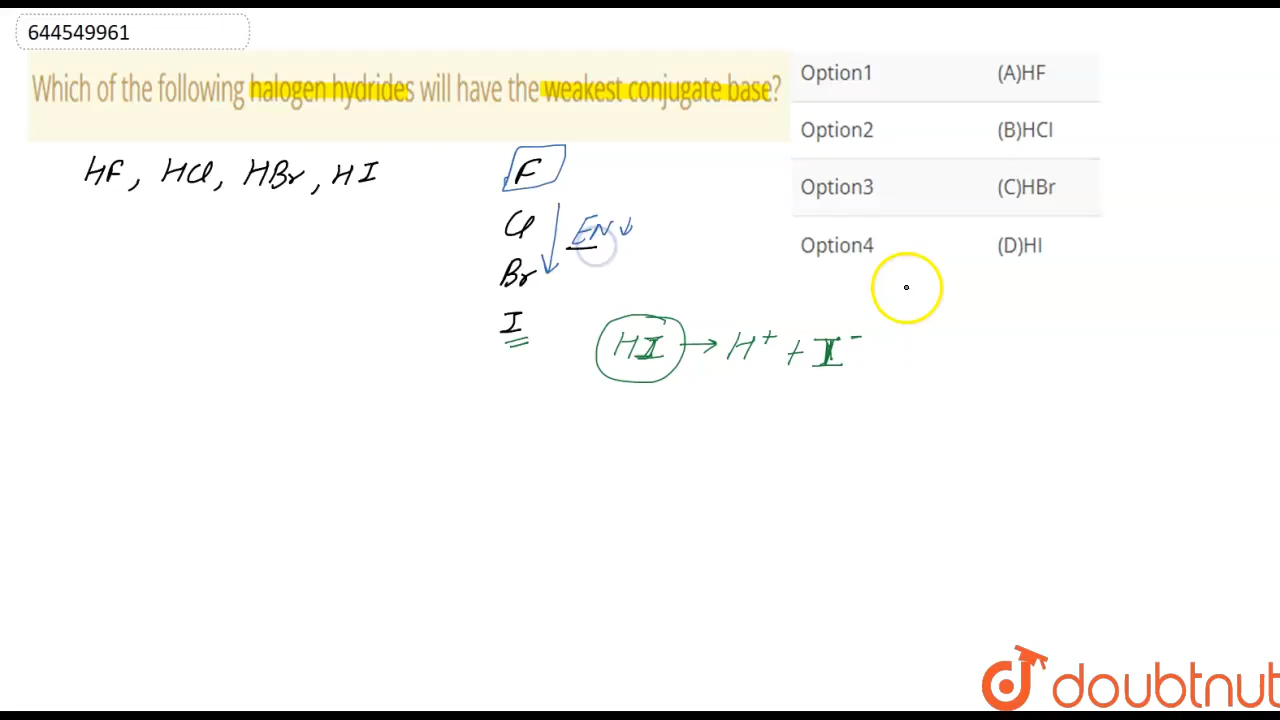 644549961
Which of the following halogen hydrides will have the weakest conjugate base?
Option1 (A)HF
Option2 (B)HCl
Option3 (C)HBr
Option4 (D)HI
HF, HCl, HBr, HI
F
Cl
Br
I
EN↓
HI → H⁺ + I⁻
doubtnut